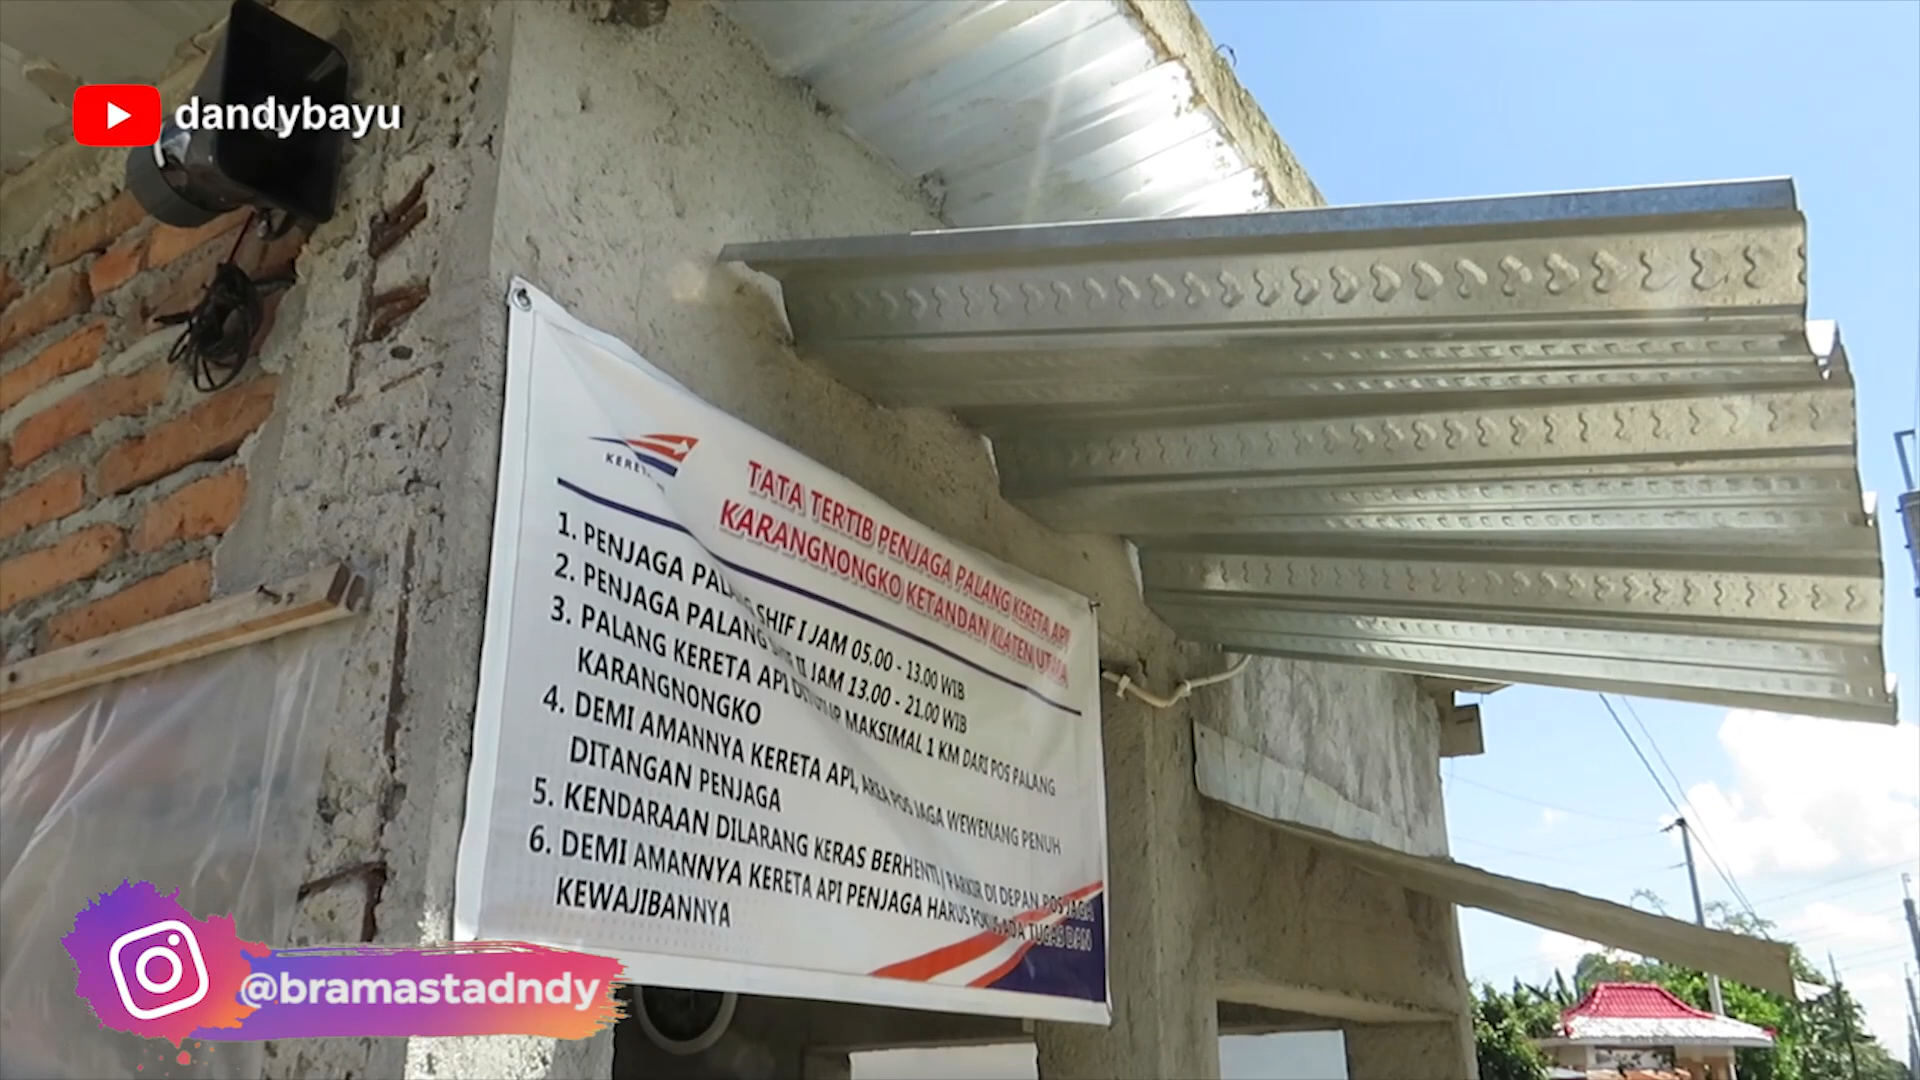 dandybayu
TATA TERTIB PENJAGA PALANG KERETA API
KARANGNONGKO KETANDAN KLATEN UTARA
1. PENJAGA PALANG SHIF I JAM 05.00 - 13.00 WIB
2. PENJAGA PALANG SHIF II JAM 13.00 - 21.00 WIB
3. PALANG KERETA API DITUTUP MAKSIMAL 1 KM DARI POS PALANG
KARANGNONGKO
4. DEMI AMANNYA KERETA API, AREA POS JAGA WEWENANG PENUH
DITANGAN PENJAGA
5. KENDARAAN DILARANG KERAS BERHENTI / PARKIR DI DEPAN POS JAGA
6. DEMI AMANNYA KERETA API PENJAGA HARUS FOKUS ADA TUGAS DAN
KEWAJIBANNYA
@bramastadndy